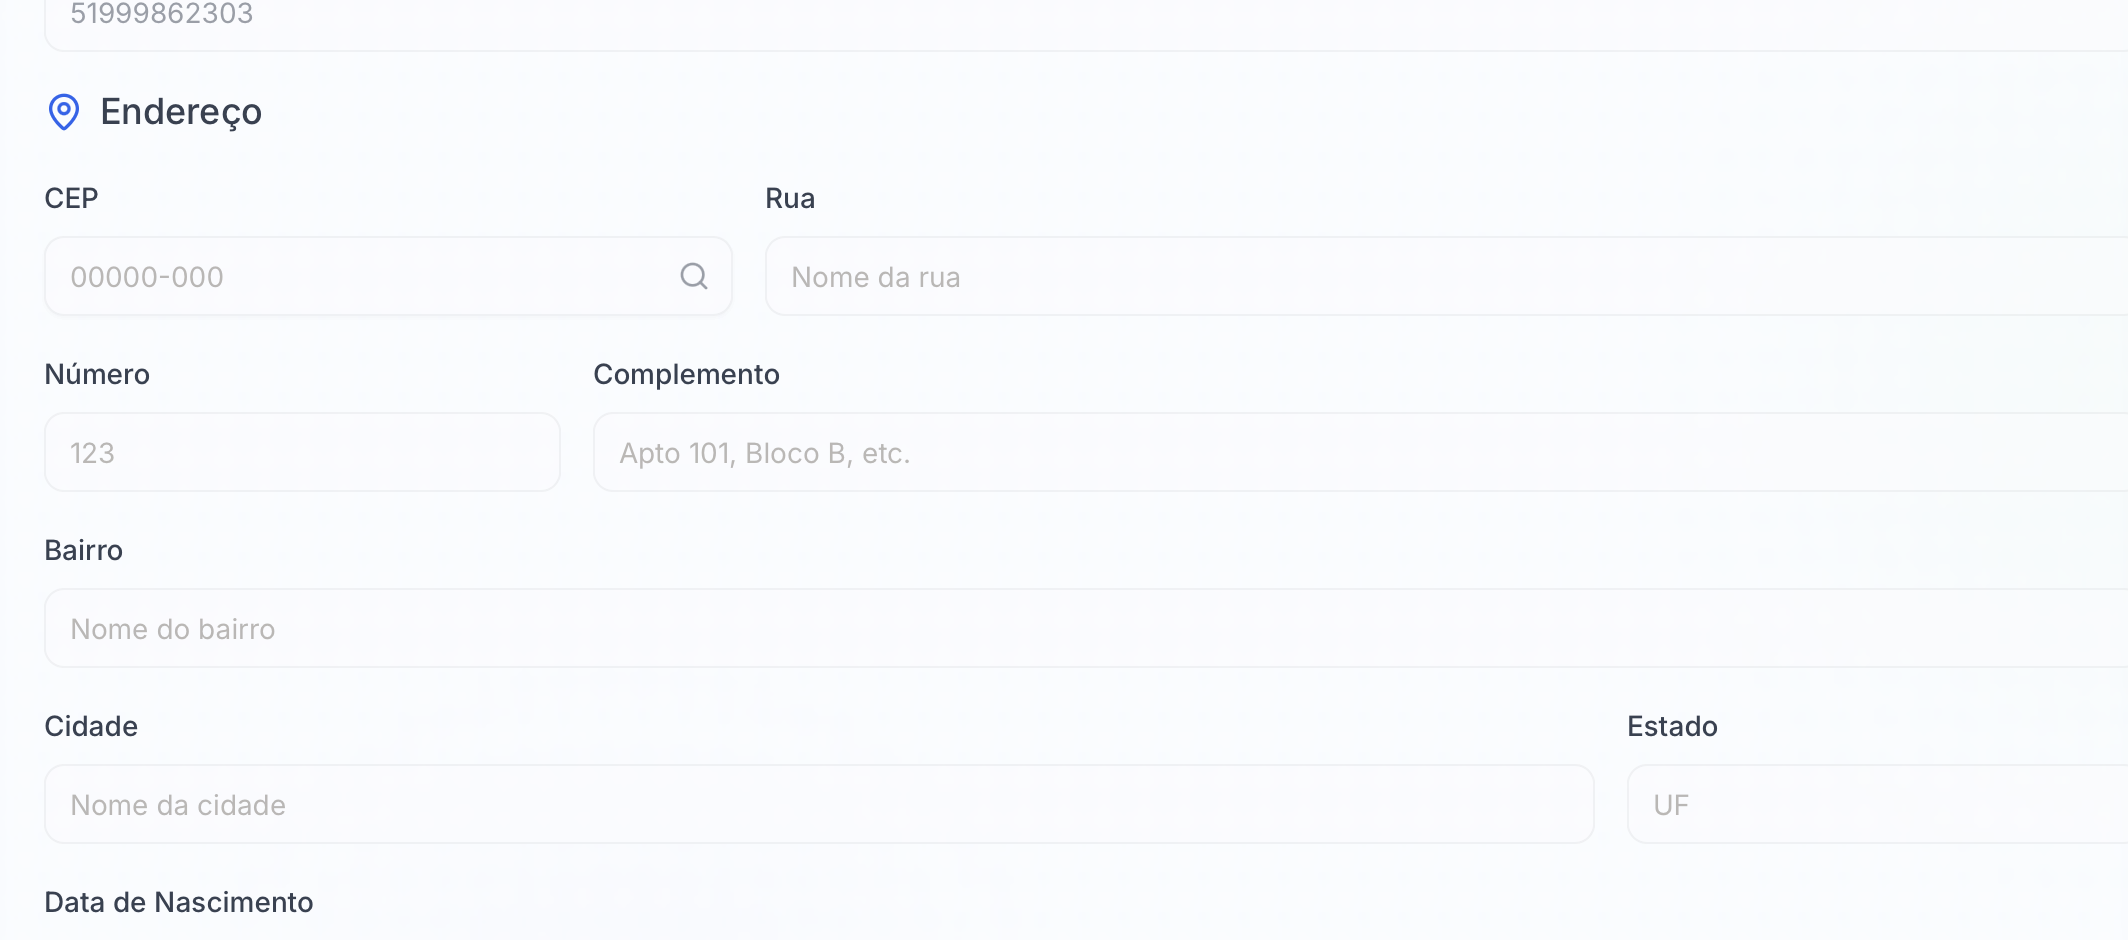 51999862303
Endereço
CEP
Rua
00000-000
Nome da rua
Número
Complemento
123
Apto 101, Bloco B, etc.
Bairro
Nome do bairro
Cidade
Estado
Nome da cidade
UF
Data de Nascimento